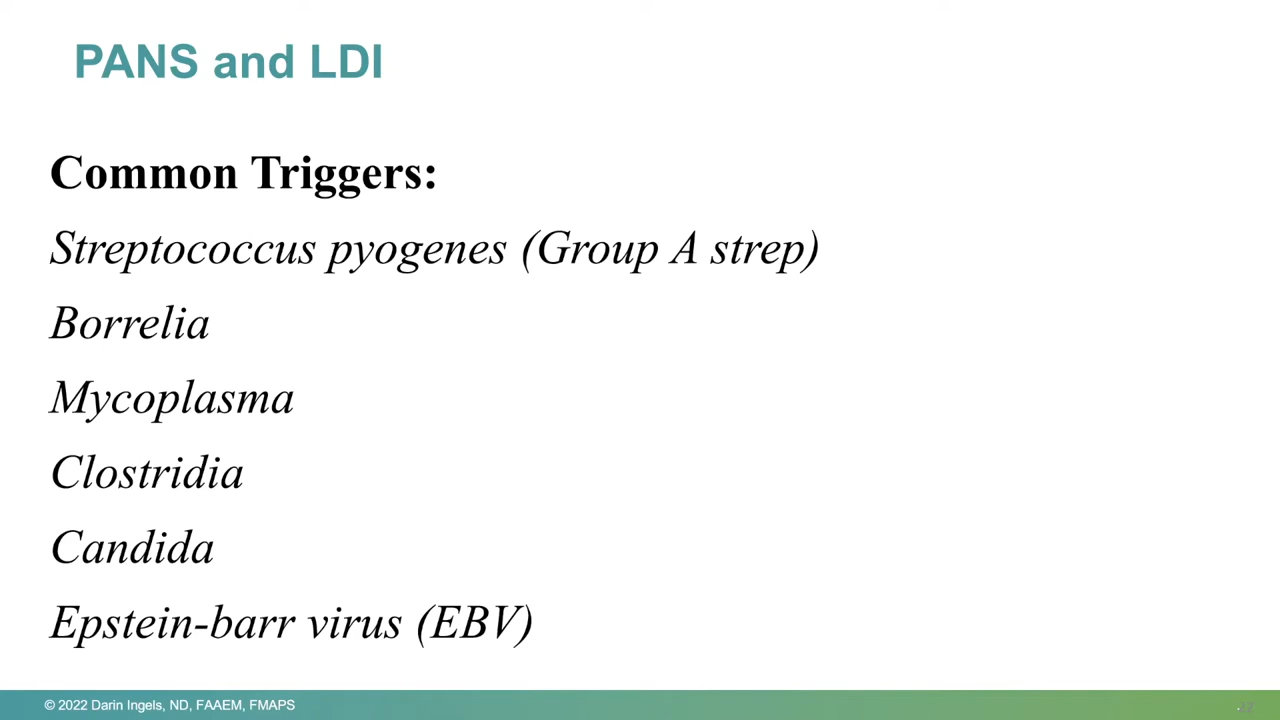 PANS and LDI
Common Triggers:
Streptococcus pyogenes (Group A strep)
Borrelia
Mycoplasma
Clostridia
Candida
Epstein-barr virus (EBV)
© 2022 Darin Ingels, ND, FAAEM, FMAPS